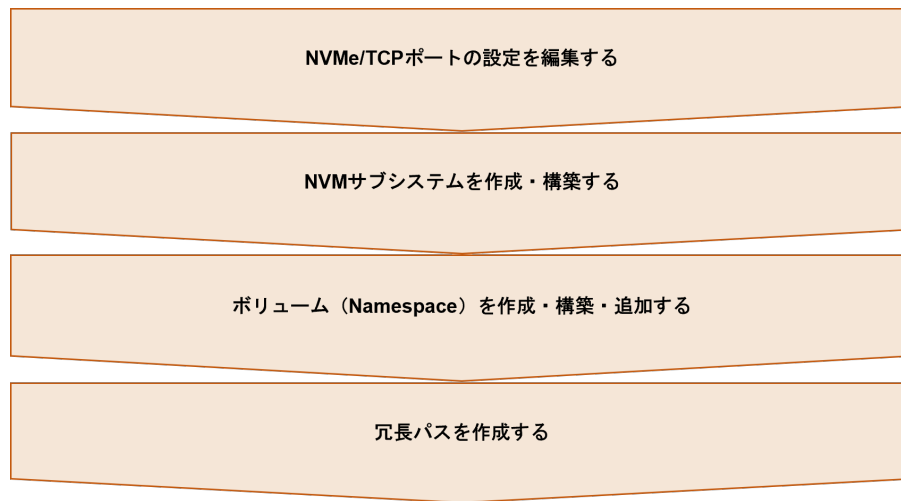 NVMe/TCPポートの設定を編集する
NVMサブシステムを作成・構築する
ボリューム（Namespace）を作成・構築・追加する
冗長パスを作成する